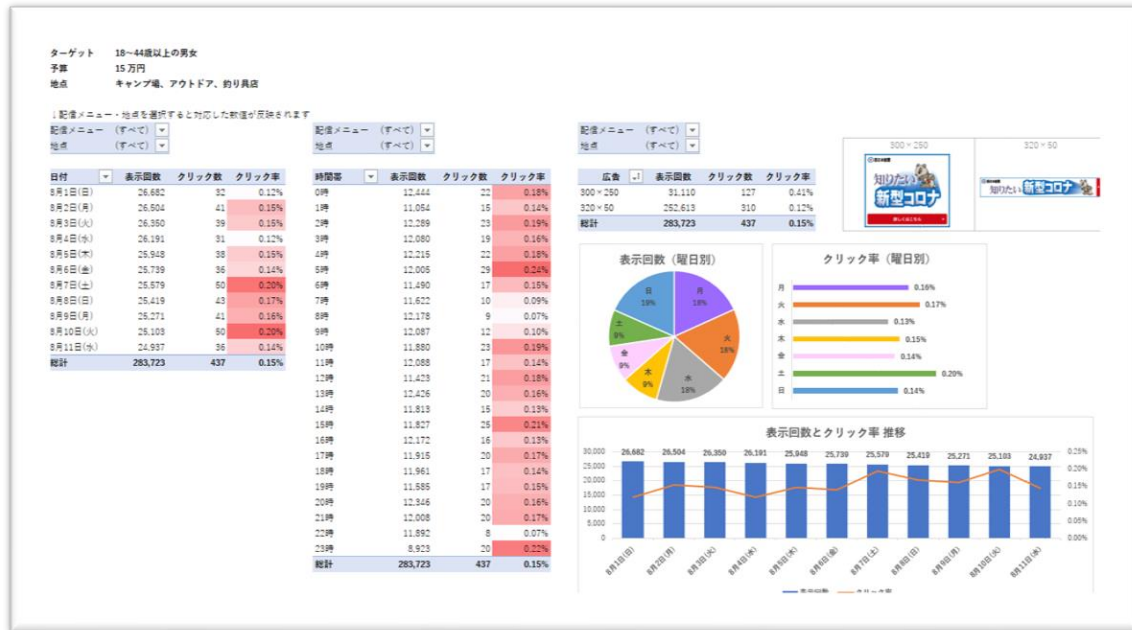 ターゲット 18～44歳以上の男女
予算 15万円
地点 キャンプ場、アウトドア、釣り具店
↓配信メニュー・地点を選択すると対応した数値が反映されます
配信メニュー (すべて)
地点 (すべて)
日付 表示回数 クリック数 クリック率
8月1日(日) 26,682 32 0.12%
8月2日(月) 26,504 41 0.15%
8月3日(火) 26,350 39 0.15%
8月4日(水) 26,191 31 0.12%
8月5日(木) 25,948 38 0.15%
8月6日(金) 25,739 36 0.14%
8月7日(土) 25,579 50 0.20%
8月8日(日) 25,419 43 0.17%
8月9日(月) 25,271 41 0.16%
8月10日(火) 25,103 50 0.20%
8月11日(水) 24,937 36 0.14%
総計 283,723 437 0.15%
配信メニュー (すべて)
地点 (すべて)
時間帯 表示回数 クリック数 クリック率
0時 12,444 22 0.18%
1時 11,054 15 0.14%
2時 12,289 23 0.19%
3時 12,080 19 0.16%
4時 12,215 22 0.18%
5時 12,005 29 0.24%
6時 11,490 17 0.15%
7時 11,622 10 0.09%
8時 12,178 9 0.07%
9時 12,087 12 0.10%
10時 11,880 23 0.19%
11時 12,088 17 0.14%
12時 11,423 21 0.18%
13時 12,426 20 0.16%
14時 11,813 15 0.13%
15時 11,827 25 0.21%
16時 12,172 16 0.13%
17時 11,915 20 0.17%
18時 11,961 17 0.14%
19時 11,585 17 0.15%
20時 12,346 20 0.16%
21時 12,008 20 0.17%
22時 11,892 8 0.07%
23時 8,923 20 0.22%
総計 283,723 437 0.15%
配信メニュー (すべて)
地点 (すべて)
広告 表示回数 クリック数 クリック率
300×250 31,110 127 0.41%
320×50 252,613 310 0.12%
総計 283,723 437 0.15%
300×250 320×50
知りたい
新型コロナ
詳しくはこちら
知りたい 新型コロナ
表示回数（曜日別）
月 18%
火 18%
水 18%
木 9%
金 9%
土 9%
日 18%
クリック率（曜日別）
月 0.16%
火 0.17%
水 0.13%
木 0.15%
金 0.14%
土 0.20%
日 0.14%
表示回数とクリック率 推移
30,000
25,000
20,000
15,000
10,000
5,000
0
26,682 26,504 26,350 26,191 25,948 25,739 25,579 25,419 25,271 25,103 24,937
0.25%
0.20%
0.15%
0.10%
0.05%
0.00%
8月1日(日) 8月2日(月) 8月3日(火) 8月4日(水) 8月5日(木) 8月6日(金) 8月7日(土) 8月8日(日) 8月9日(月) 8月10日(火) 8月11日(水)
表示回数 クリック率